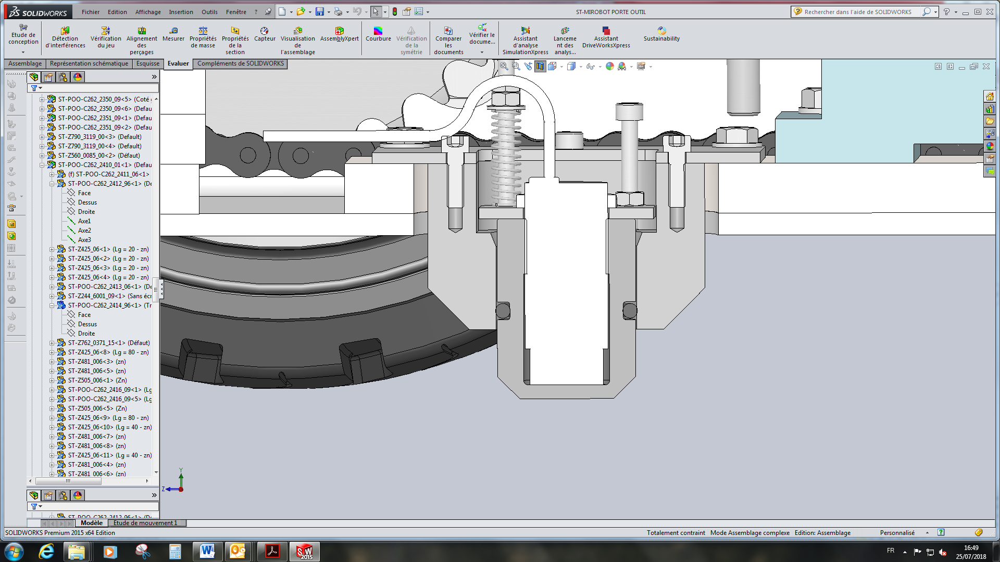 SOLIDWORKS
Fichier Edition Affichage Insertion Outils Fenêtre ?
ST-MIROBOT PORTE OUTIL
Rechercher dans l'aide de SOLIDWORKS
Etude de conception
Détection d'interférences
Vérification du jeu
Alignement des perçages
Mesurer
Propriétés de masse
Propriétés de la section
Capteur
Visualisation de l'assemblage
AssemblyXpert
Courbure
Vérification de la symétrie
Comparer les documents
Vérifier le docume...
Assistant d'analyse SimulationXpress
Lanceme nt des analys...
Assistant DriveWorksXpress
Sustainability
Assemblage Représentation schématique Esquisse Evaluer Compléments de SOLIDWORKS
ST-POO-C262_2350_09<5> (Coté
ST-POO-C262_2350_09<6> (Defau
ST-POO-C262_2351_09<1> (Defau
ST-POO-C262_2351_09<2> (Defau
ST-Z790_3119_00<3> (Default)
ST-Z790_3119_00<4> (Default)
ST-Z560_0085_00<2> (Défaut)
ST-POO-C262_2410_01<1> (Defau
(f) ST-POO-C262_2411_06<1>
ST-POO-C262_2412_96<1> (De
Face
Dessus
Droite
Axe1
Axe2
Axe3
ST-Z425_06<1> (Lg = 20 - zn)
ST-Z425_06<2> (Lg = 20 - zn)
ST-Z425_06<3> (Lg = 20 - zn)
ST-Z425_06<4> (Lg = 20 - zn)
ST-POO-C262_2413_06<1> (De
ST-Z244_6001_09<1> (Sans écr
ST-POO-C262_2414_96<1> (Tr
Face
Dessus
Droite
ST-Z762_0371_15<1> (Défaut)
ST-Z425_06<8> (Lg = 80 - zn)
ST-Z481_006<3> (zn)
ST-Z481_006<5> (zn)
ST-Z505_006<1> (Zn)
ST-POO-C262_2416_09<1> (Lg
ST-POO-C262_2416_09<5> (Lg
ST-Z505_006<5> (Zn)
ST-Z425_06<9> (Lg = 80 - zn)
ST-Z425_06<10> (Lg = 40 - zn)
ST-Z481_006<7> (zn)
ST-Z481_006<8> (zn)
ST-Z425_06<11> (Lg = 40 - zn)
ST-Z481_006<4> (zn)
ST-Z481_006<6> (zn)
Y
Z
ST-POO-C262_2412_96<1> (De
Modèle Etude de mouvement 1
SOLIDWORKS Premium 2015 x64 Edition
Totalement contraint Mode Assemblage complexe Edition: Assemblage Personnalisé
FR
16:49
25/07/2018